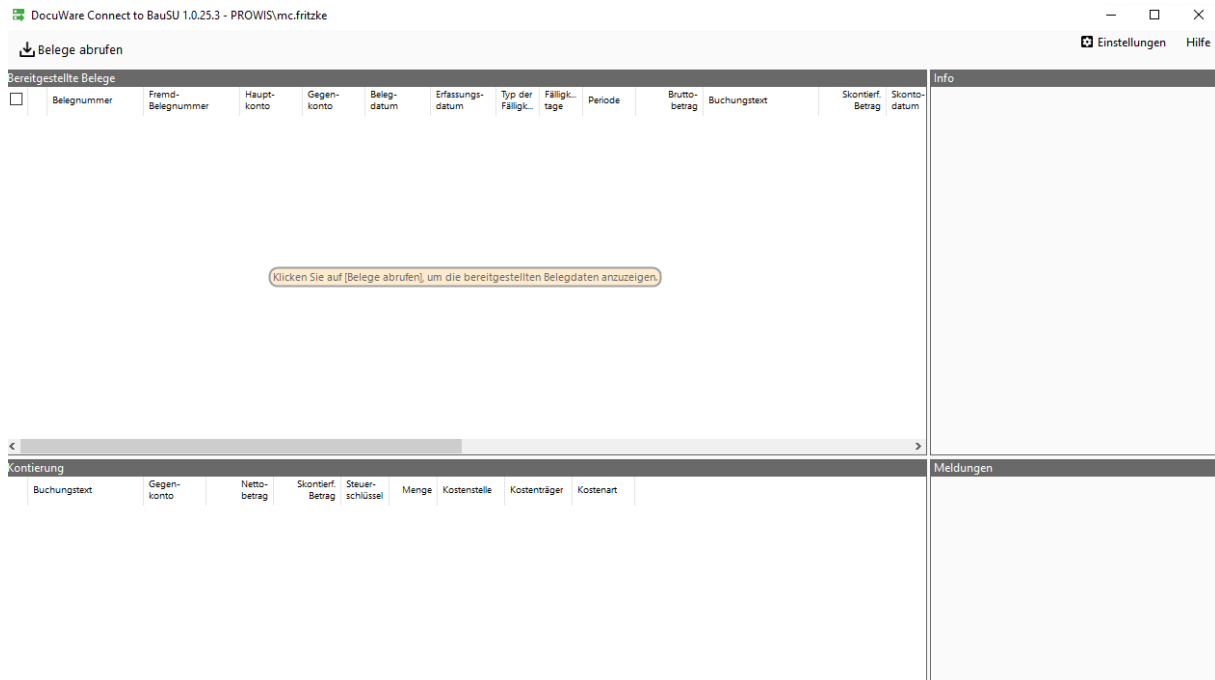 DocuWare Connect to BauSU 1.0.25.3 - PROWIS\mc.fritzke
Belege abrufen
Einstellungen Hilfe
Bereitgestellte Belege
Belegnummer
Fremd-
Belegnummer
Haupt-
konto
Gegen-
konto
Beleg-
datum
Erfassungs-
datum
Typ der
Fälligk...
Fälligk...
tage
Periode
Brutto-
betrag
Buchungstext
Skontierf.
Betrag
Skonto-
datum
Info
Klicken Sie auf [Belege abrufen], um die bereitgestellten Belegdaten anzuzeigen.
Kontierung
Buchungstext
Gegen-
konto
Netto-
betrag
Skontierf.
Betrag
Steuer-
schlüssel
Menge
Kostenstelle
Kostenträger
Kostenart
Meldungen